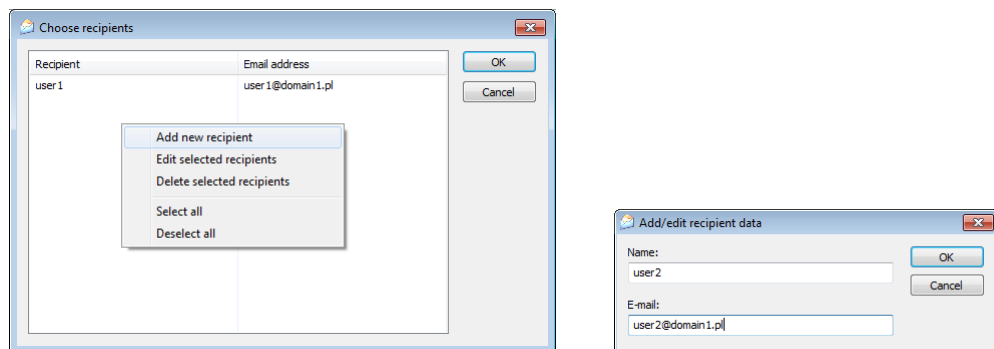 Choose recipients
Recipient Email address OK
user1 user1@domain1.pl Cancel
Add new recipient
Edit selected recipients
Delete selected recipients
Select all
Deselect all
Add/edit recipient data
Name: OK
user2
Cancel
E-mail:
user2@domain1.pl